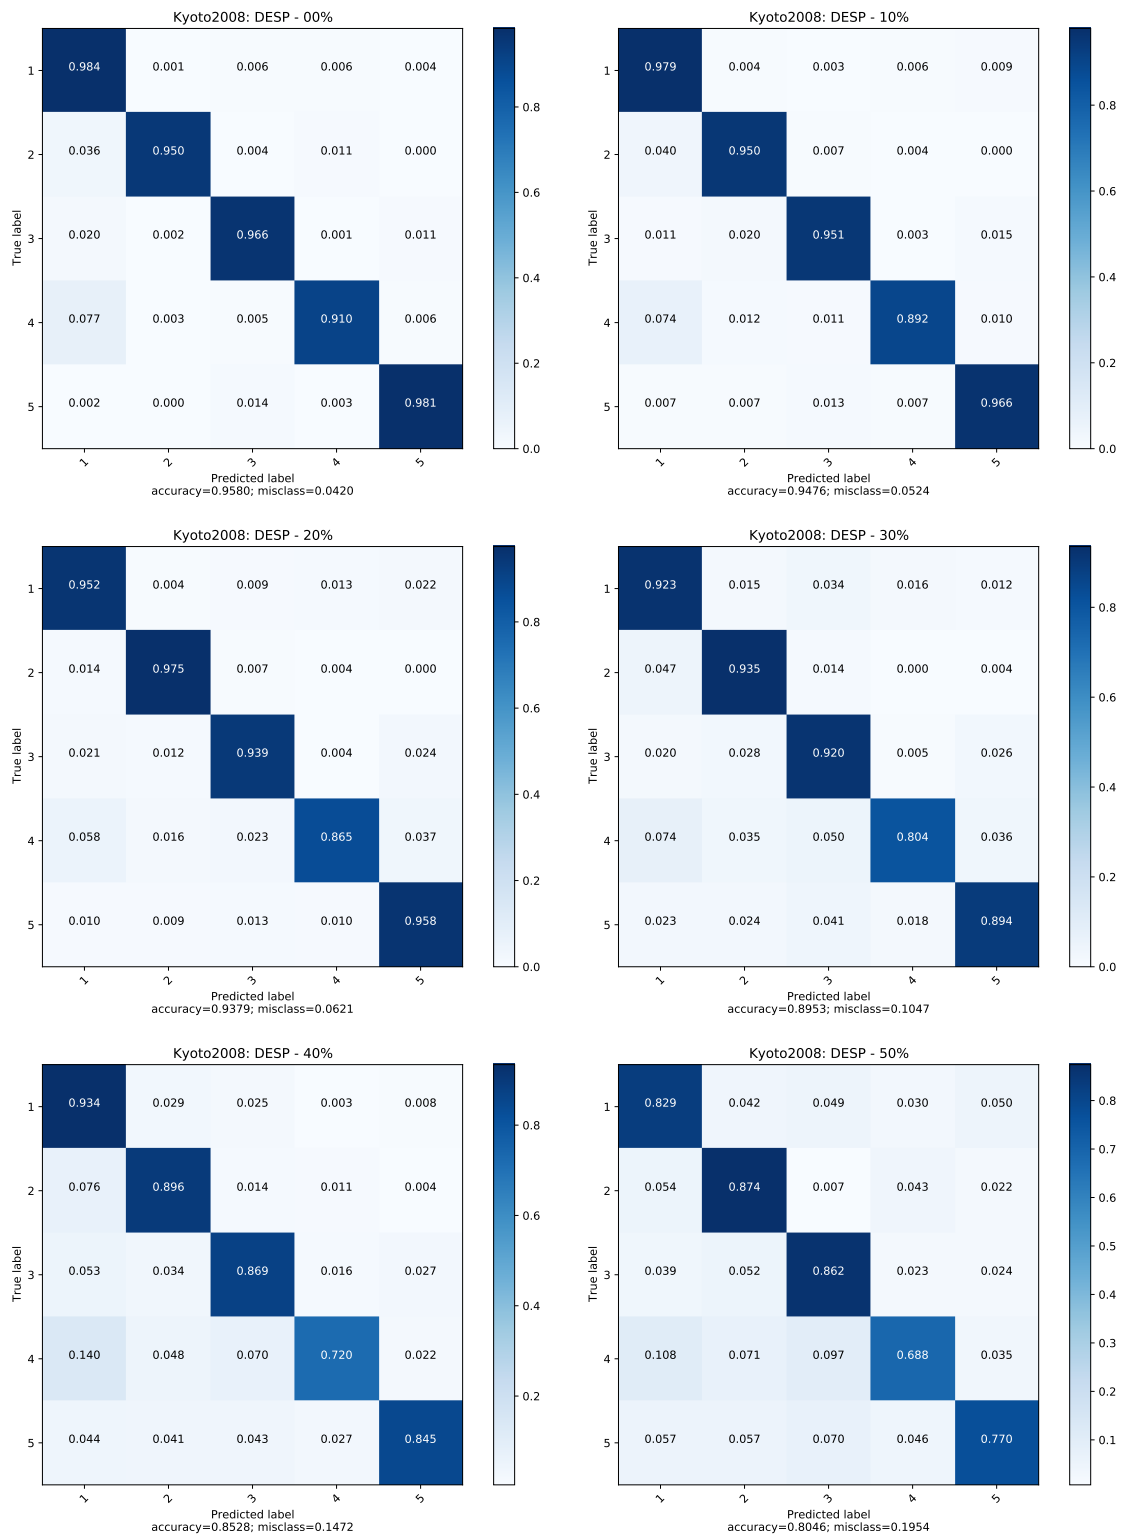 Kyoto2008: DESP - 00%
1 0.984 0.001 0.006 0.006 0.004
2 0.036 0.950 0.004 0.011 0.000
3 0.020 0.002 0.966 0.001 0.011
4 0.077 0.003 0.005 0.910 0.006
5 0.002 0.000 0.014 0.003 0.981
True label
1 2 3 4 5
Predicted label
accuracy=0.9580; misclass=0.0420
0.8
0.6
0.4
0.2
0.0
Kyoto2008: DESP - 10%
1 0.979 0.004 0.003 0.006 0.009
2 0.040 0.950 0.007 0.004 0.000
3 0.011 0.020 0.951 0.003 0.015
4 0.074 0.012 0.011 0.892 0.010
5 0.007 0.007 0.013 0.007 0.966
True label
1 2 3 4 5
Predicted label
accuracy=0.9476; misclass=0.0524
0.8
0.6
0.4
0.2
0.0
Kyoto2008: DESP - 20%
1 0.952 0.004 0.009 0.013 0.022
2 0.014 0.975 0.007 0.004 0.000
3 0.021 0.012 0.939 0.004 0.024
4 0.058 0.016 0.023 0.865 0.037
5 0.010 0.009 0.013 0.010 0.958
True label
1 2 3 4 5
Predicted label
accuracy=0.9379; misclass=0.0621
0.8
0.6
0.4
0.2
0.0
Kyoto2008: DESP - 30%
1 0.923 0.015 0.034 0.016 0.012
2 0.047 0.935 0.014 0.000 0.004
3 0.020 0.028 0.920 0.005 0.026
4 0.074 0.035 0.050 0.804 0.036
5 0.023 0.024 0.041 0.018 0.894
True label
1 2 3 4 5
Predicted label
accuracy=0.8953; misclass=0.1047
0.8
0.6
0.4
0.2
0.0
Kyoto2008: DESP - 40%
1 0.934 0.029 0.025 0.003 0.008
2 0.076 0.896 0.014 0.011 0.004
3 0.053 0.034 0.869 0.016 0.027
4 0.140 0.048 0.070 0.720 0.022
5 0.044 0.041 0.043 0.027 0.845
True label
1 2 3 4 5
Predicted label
accuracy=0.8528; misclass=0.1472
0.8
0.6
0.4
0.2
Kyoto2008: DESP - 50%
1 0.829 0.042 0.049 0.030 0.050
2 0.054 0.874 0.007 0.043 0.022
3 0.039 0.052 0.862 0.023 0.024
4 0.108 0.071 0.097 0.688 0.035
5 0.057 0.057 0.070 0.046 0.770
True label
1 2 3 4 5
Predicted label
accuracy=0.8046; misclass=0.1954
0.8
0.7
0.6
0.5
0.4
0.3
0.2
0.1